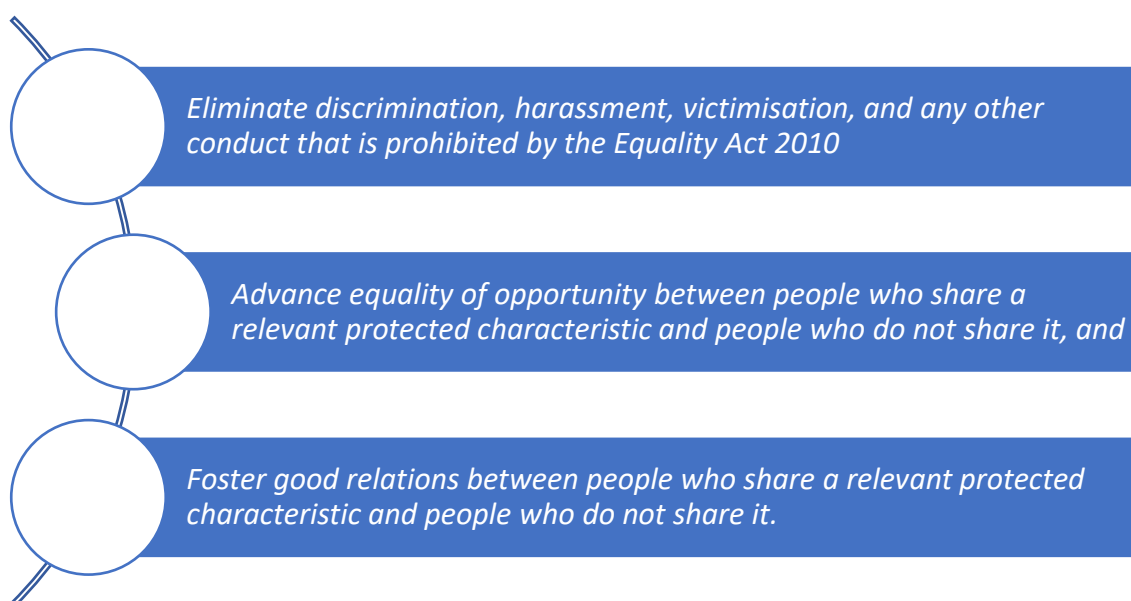 Eliminate discrimination, harassment, victimisation, and any other
conduct that is prohibited by the Equality Act 2010
Advance equality of opportunity between people who share a
relevant protected characteristic and people who do not share it, and
Foster good relations between people who share a relevant protected
characteristic and people who do not share it.